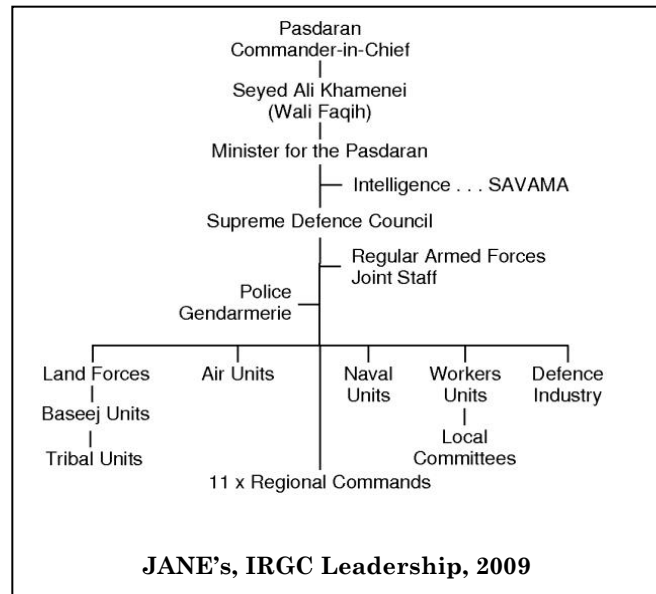 Pasdaran
Commander-in-Chief
Seyed Ali Khamenei
(Wali Faqih)
Minister for the Pasdaran
Intelligence . . . SAVAMA
Supreme Defence Council
Regular Armed Forces
Joint Staff
Police
Gendarmerie
Land Forces
Baseej Units
Tribal Units
Air Units
Naval
Units
Workers
Units
Local
Committees
Defence
Industry
11 x Regional Commands
JANE's, IRGC Leadership, 2009